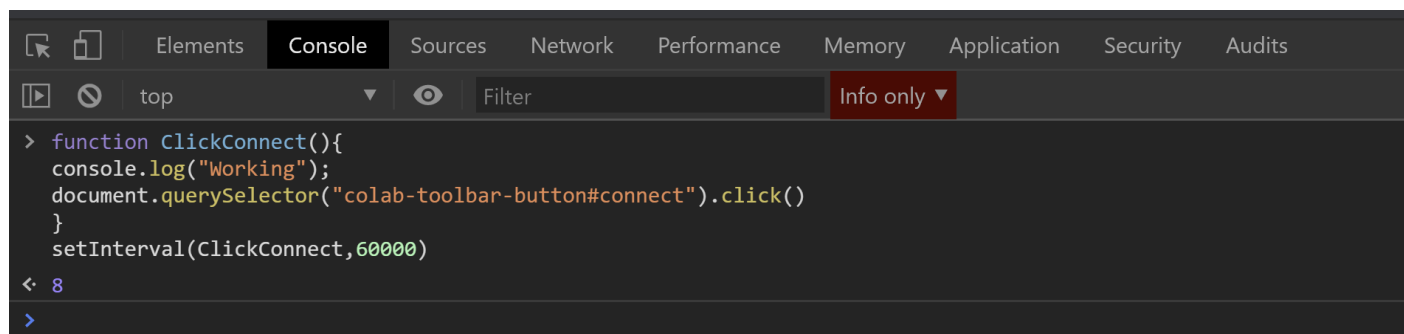 Elements Console Sources Network Performance Memory Application Security Audits
top Filter Info only
function ClickConnect(){
console.log("Working");
document.querySelector("colab-toolbar-button#connect").click()
}
setInterval(ClickConnect,60000)
8